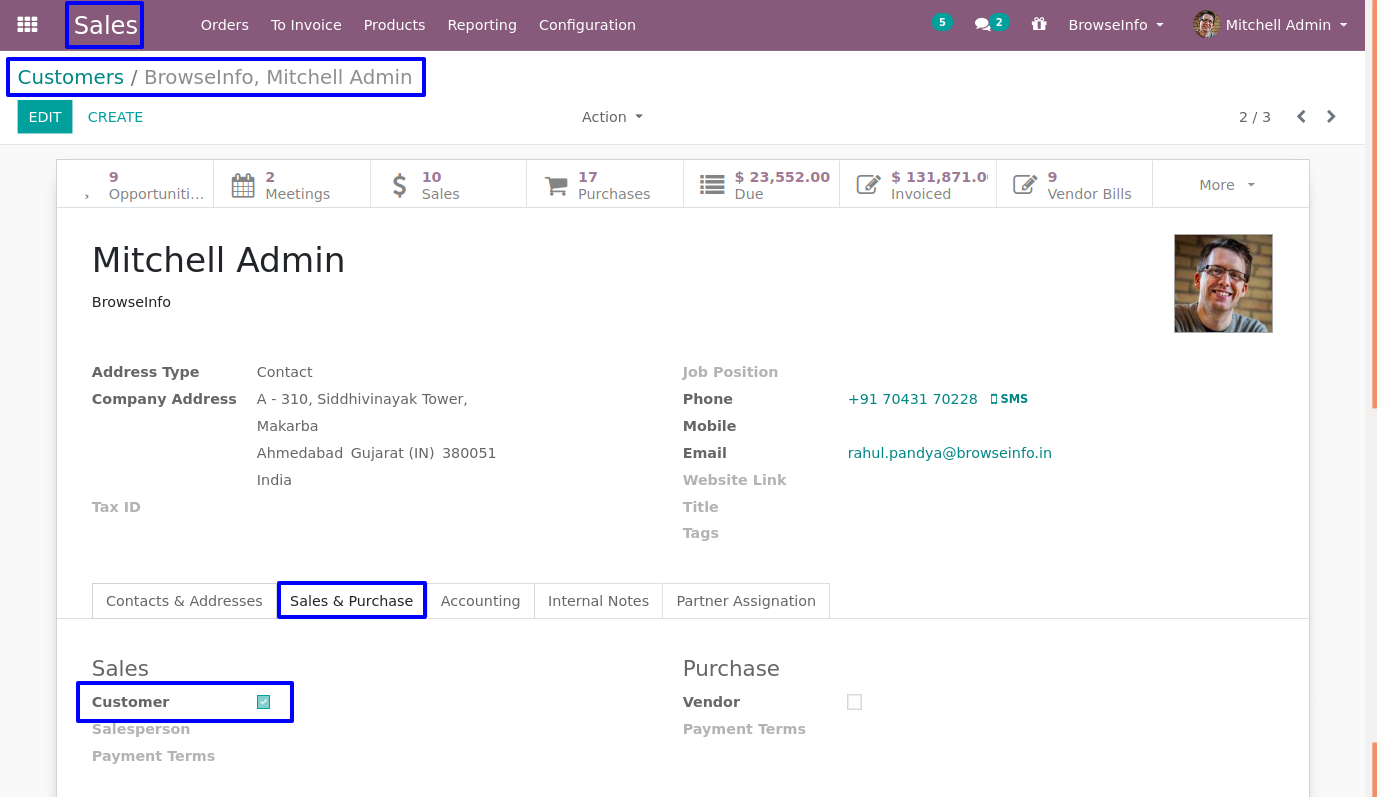 Sales Orders To Invoice Products Reporting Configuration 5 2 BrowseInfo Mitchell Admin
Customers / BrowseInfo, Mitchell Admin
EDIT CREATE Action 2 / 3
9 2 10 17 $ 23,552.00 $ 131,871.0 9
Opportuniti... Meetings Sales Purchases Due Invoiced Vendor Bills More
Mitchell Admin
BrowseInfo
Address Type Contact Job Position
Company Address A - 310, Siddhivinayak Tower, Phone +91 70431 70228 SMS
Makarba Mobile
Ahmedabad Gujarat (IN) 380051 Email rahul.pandya@browseinfo.in
India Website Link
Tax ID Title
Tags
Contacts & Addresses Sales & Purchase Accounting Internal Notes Partner Assignation
Sales Purchase
Customer Vendor
Salesperson Payment Terms
Payment Terms